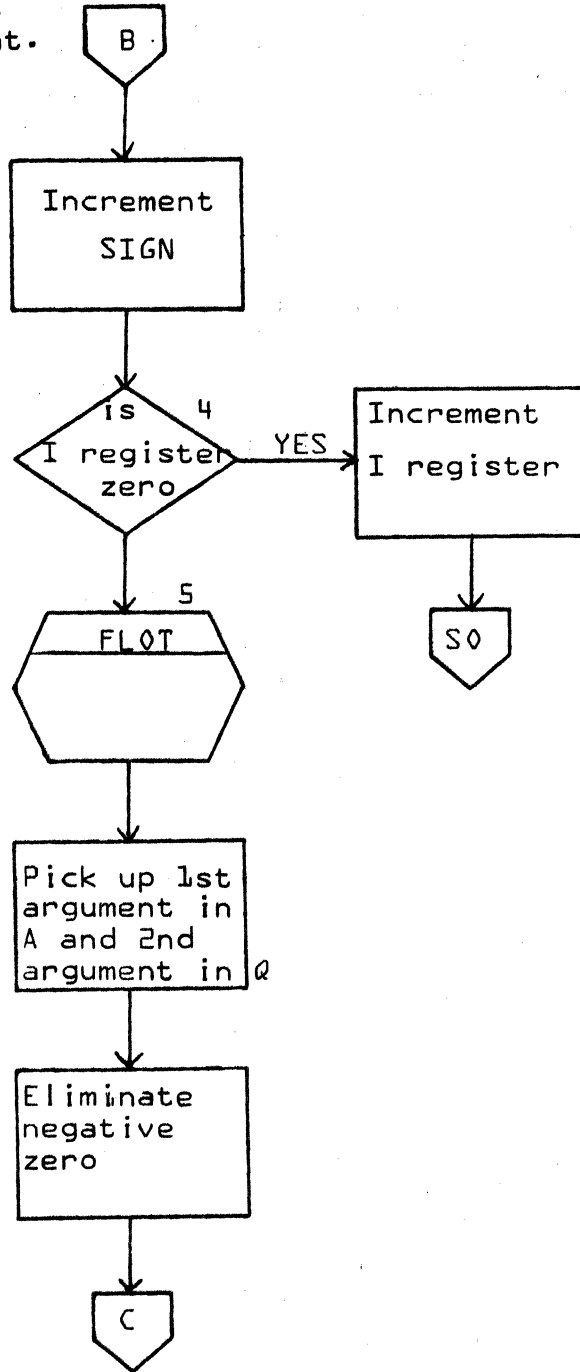 B
Increment
SIGN
is 4
I register
zero
YES
Increment
I register
5
FLOT
SO
Pick up 1st
argument in
A and 2nd
argument in Q
Eliminate
negative
zero
C